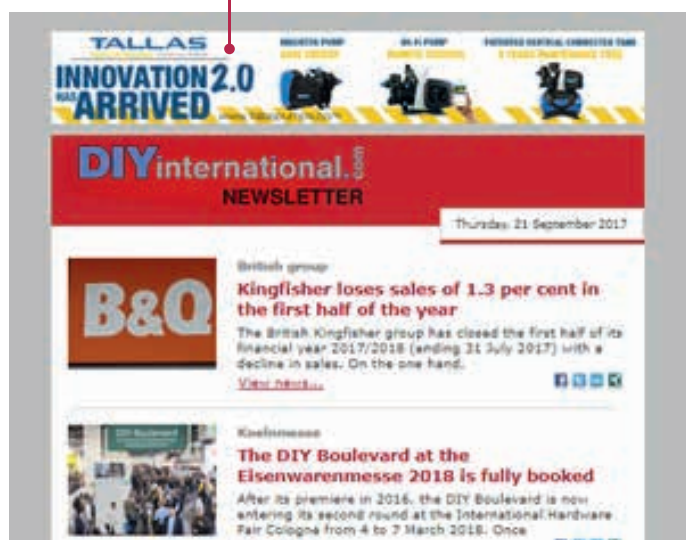 TALLAS
INNOVATION 2.0
HAS ARRIVED
BOOSTER PUMP
WI-FI PUMP
DIYinternational.com
NEWSLETTER
Thursday, 21 September 2017
B&Q
British group
Kingfisher loses sales of 1.3 per cent in
the first half of the year
The British Kingfisher group has closed the first half of its
financial year 2017/2018 (ending 31 July 2017) with a
decline in sales. On the one hand,
View news...
DIY Boulevard
Koelnmesse
The DIY Boulevard at the
Eisenwarenmesse 2018 is fully booked
After its premiere in 2016, the DIY Boulevard is now
entering its second round at the International Hardware
Fair Cologne from 4 to 7 March 2018. Once